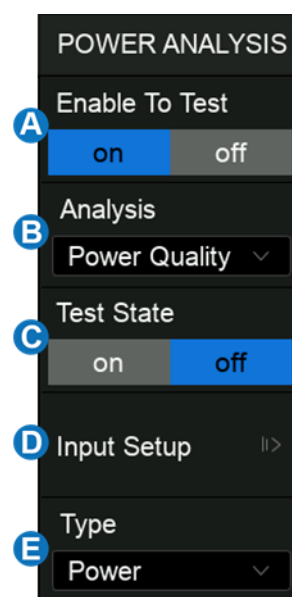 POWER ANALYSIS
Enable To Test
A
on off
Analysis
B
Power Quality
Test State
C
on off
D Input Setup
Type
E
Power